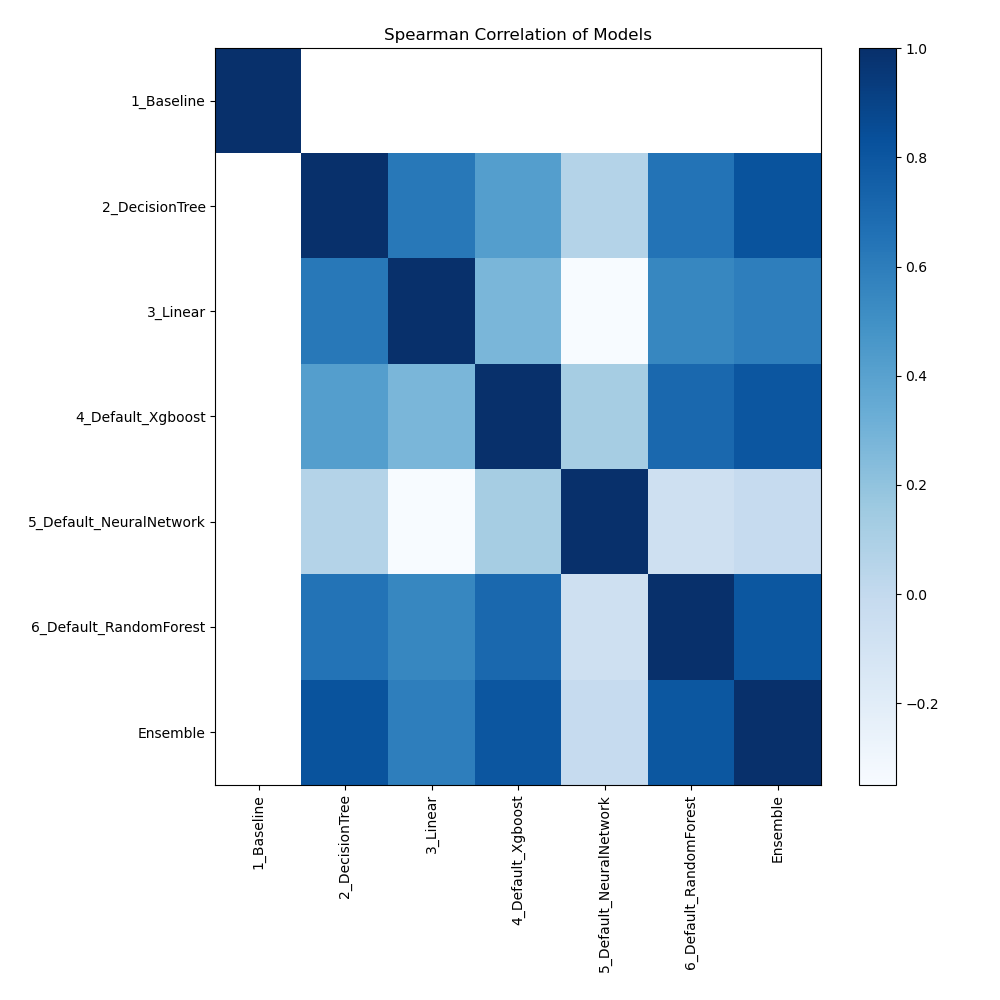 Spearman Correlation of Models
1_Baseline
2_DecisionTree
3_Linear
4_Default_Xgboost
5_Default_NeuralNetwork
6_Default_RandomForest
Ensemble
1_Baseline
2_DecisionTree
3_Linear
4_Default_Xgboost
5_Default_NeuralNetwork
6_Default_RandomForest
Ensemble
1.0
0.8
0.6
0.4
0.2
0.0
−0.2